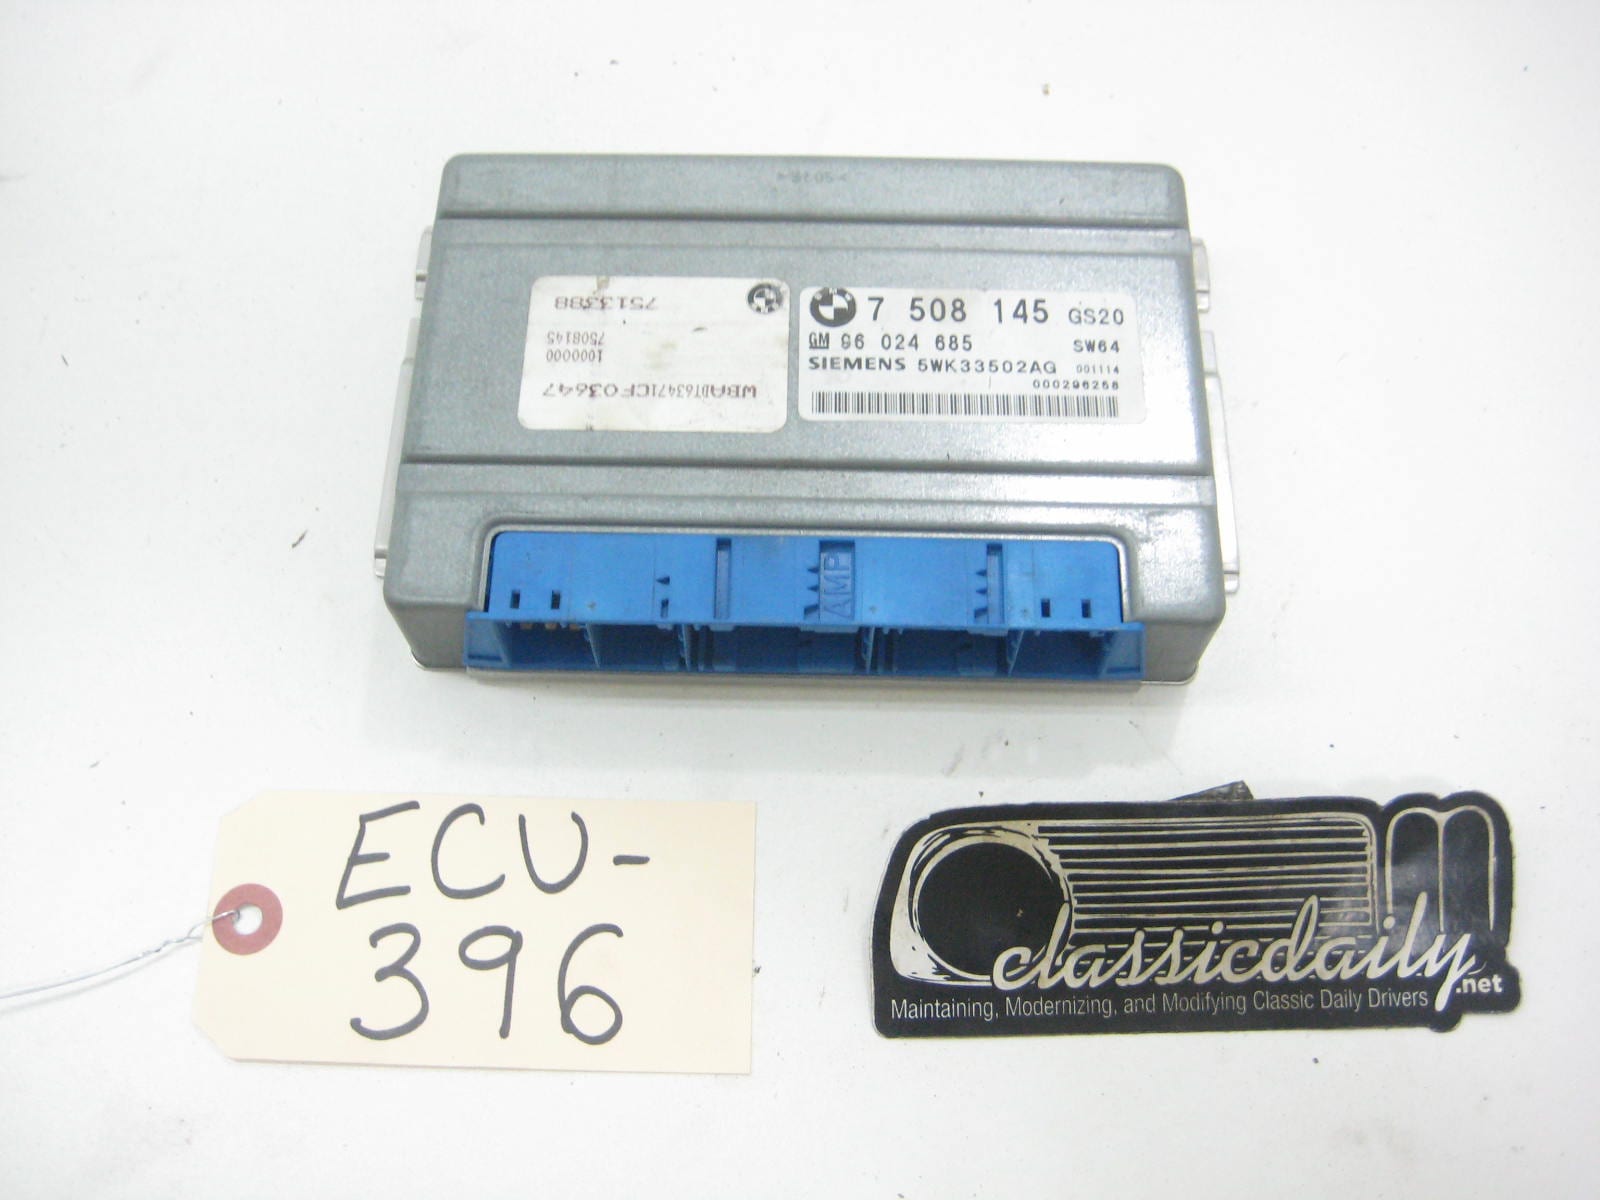 7513388
7508145
1000000
WBADT63471CF03647
7 508 145 GS20
GM 96 024 685 SW64
SIEMENS 5WK33502AG 001114
000296268
AMP
ECU-
396
classicdaily.net
Maintaining, Modernizing, and Modifying Classic Daily Drivers